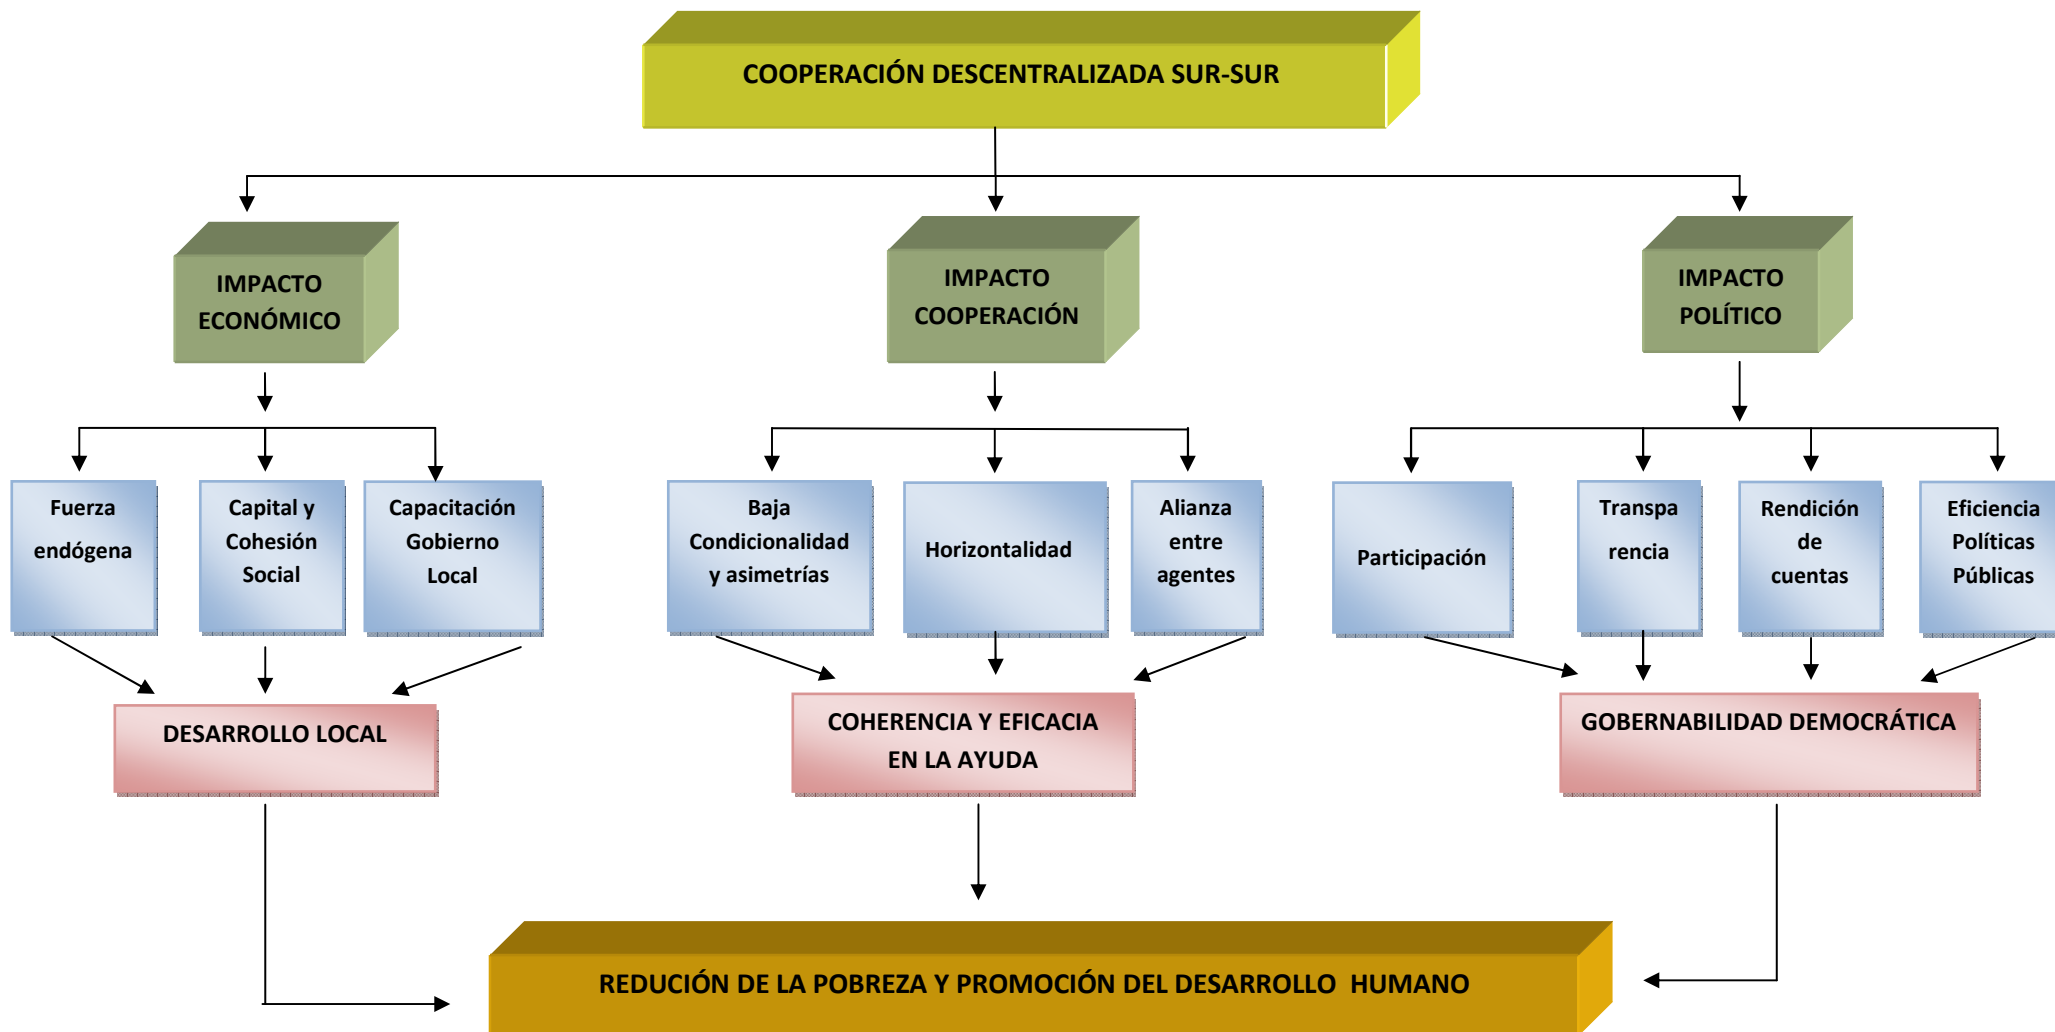 COOPERACIÓN DESCENTRALIZADA SUR-SUR
IMPACTO
ECONÓMICO
IMPACTO
COOPERACIÓN
IMPACTO
POLÍTICO
Fuerza
endógena
Capital y
Cohesión
Social
Capacitación
Gobierno
Local
Baja
Condicionalidad
y asimetrías
Horizontalidad
Alianza
entre
agentes
Participación
Transpa
rencia
Rendición
de
cuentas
Eficiencia
Políticas
Públicas
DESARROLLO LOCAL
COHERENCIA Y EFICACIA
EN LA AYUDA
GOBERNABILIDAD DEMOCRÁTICA
REDUCIÓN DE LA POBREZA Y PROMOCIÓN DEL DESARROLLO HUMANO